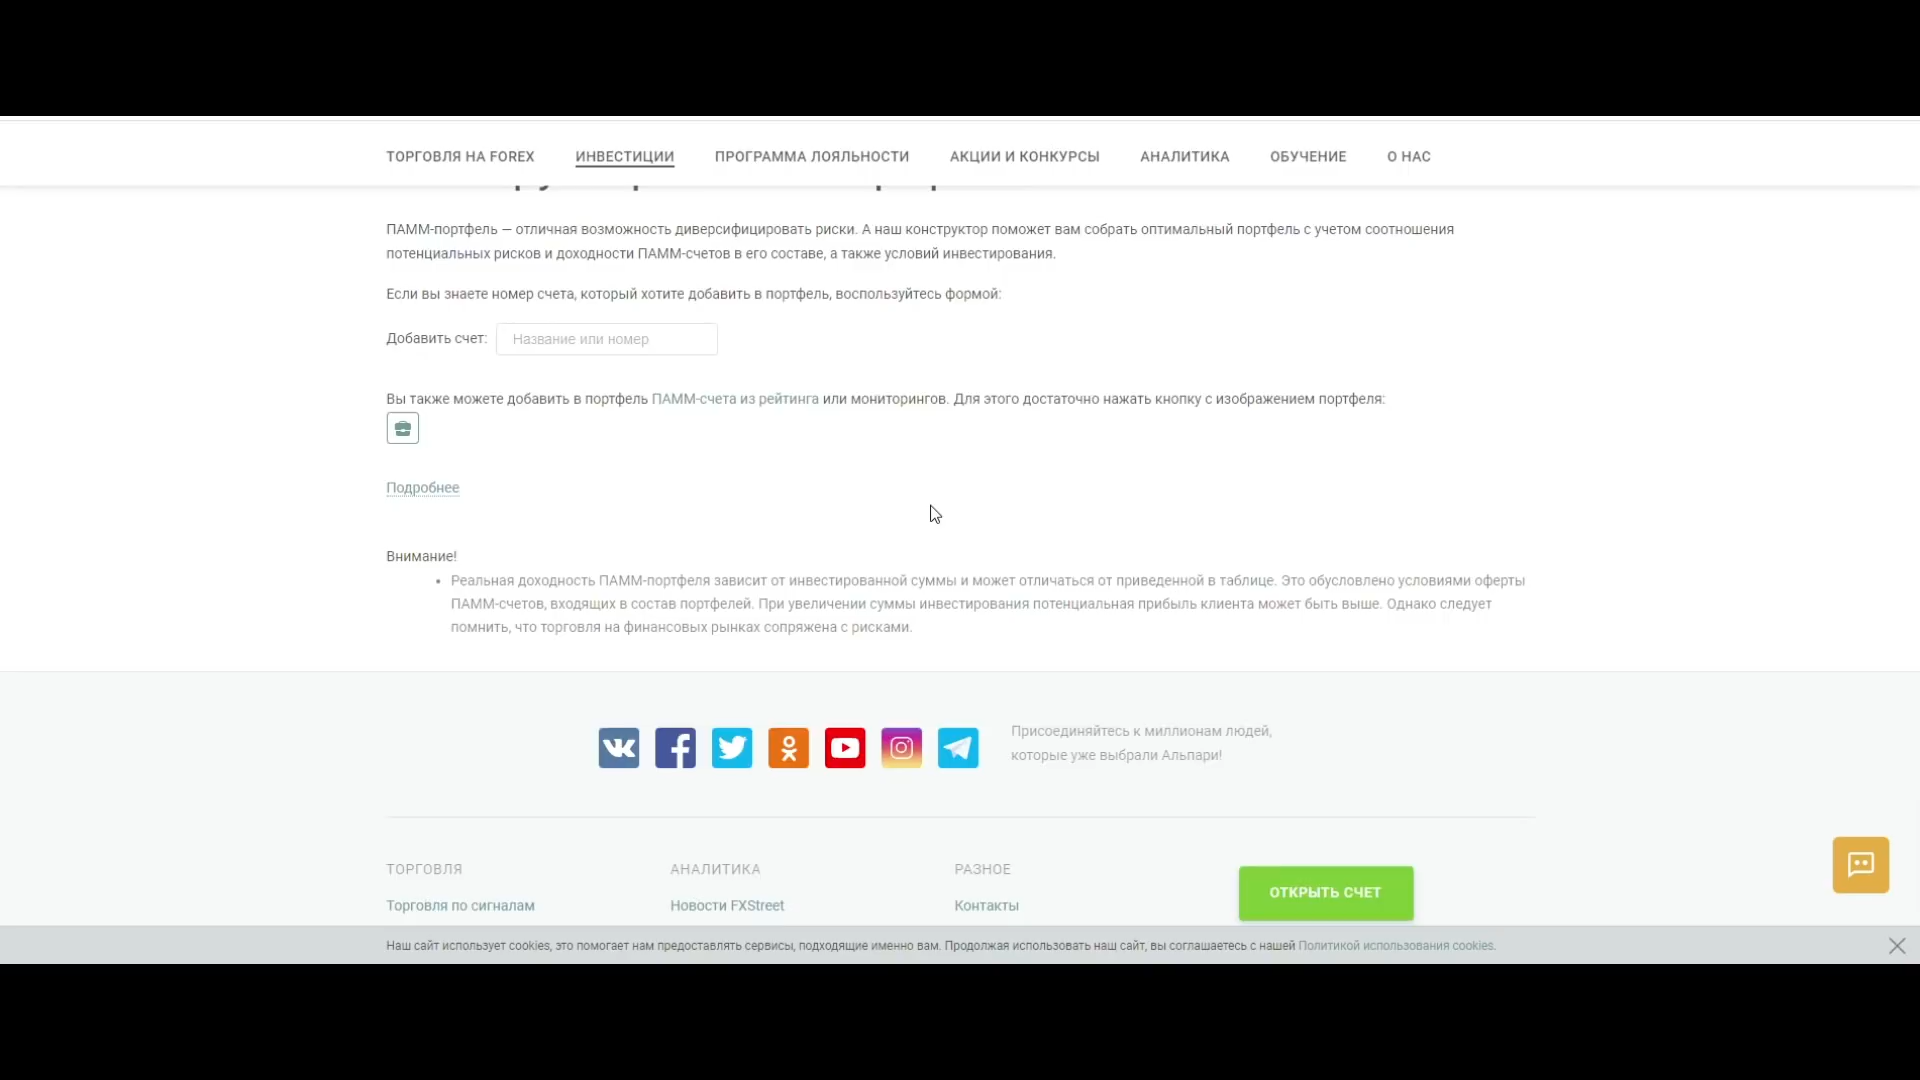 ТОРГОВЛЯ НА FOREX ИНВЕСТИЦИИ ПРОГРАММА ЛОЯЛЬНОСТИ АКЦИИ И КОНКУРСЫ АНАЛИТИКА ОБУЧЕНИЕ О НАС
ПАММ-портфель — отличная возможность диверсифицировать риски. А наш конструктор поможет вам собрать оптимальный портфель с учетом соотношения
потенциальных рисков и доходности ПАММ-счетов в его составе, а также условий инвестирования.
Если вы знаете номер счета, который хотите добавить в портфель, воспользуйтесь формой:
Добавить счет: Название или номер
Вы также можете добавить в портфель ПАММ-счета из рейтинга или мониторингов. Для этого достаточно нажать кнопку с изображением портфеля:
Подробнее
Внимание!
• Реальная доходность ПАММ-портфеля зависит от инвестированной суммы и может отличаться от приведенной в таблице. Это обусловлено условиями оферты
ПАММ-счетов, входящих в состав портфелей. При увеличении суммы инвестирования потенциальная прибыль клиента может быть выше. Однако следует
помнить, что торговля на финансовых рынках сопряжена с рисками.
Присоединяйтесь к миллионам людей,
которые уже выбрали Альпари!
ТОРГОВЛЯ АНАЛИТИКА РАЗНОЕ
ОТКРЫТЬ СЧЕТ
Торговля по сигналам Новости FXStreet Контакты
Наш сайт использует cookies, это помогает нам предоставлять сервисы, подходящие именно вам. Продолжая использовать наш сайт, вы соглашаетесь с нашей Политикой использования cookies.